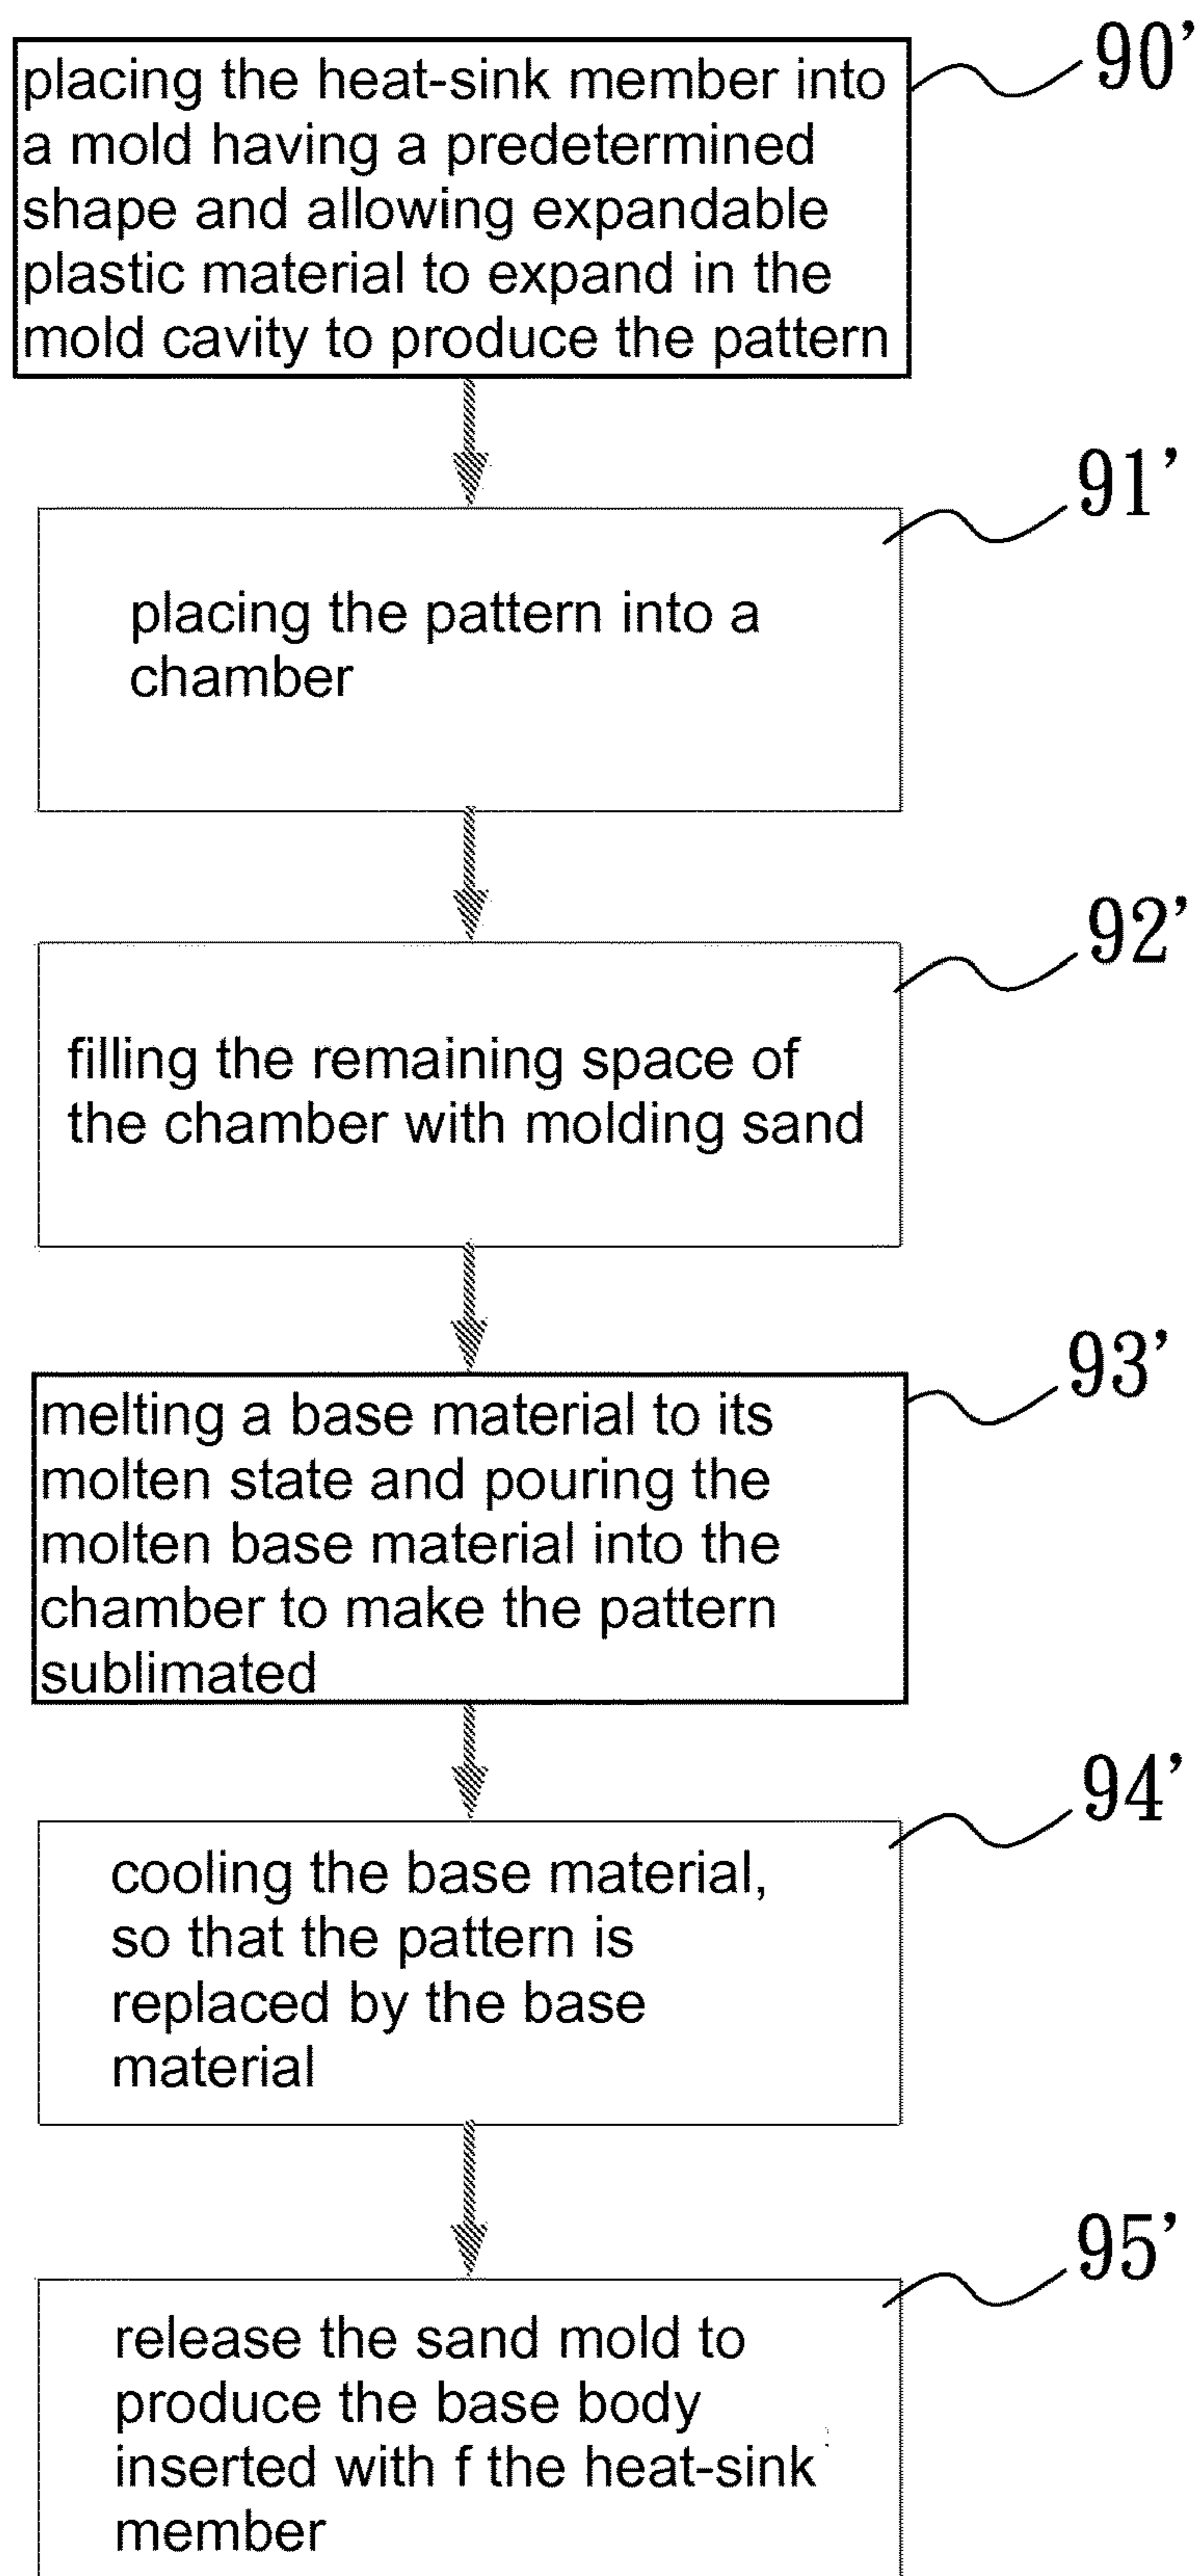 placing the heat-sink member into
a mold having a predetermined
shape and allowing expandable
plastic material to expand in the
mold cavity to produce the pattern
90’
placing the pattern into a
chamber
91’
filling the remaining space of
the chamber with molding sand
92’
melting a base material to its
molten state and pouring the
molten base material into the
chamber to make the pattern
sublimated
93’
cooling the base material,
so that the pattern is
replaced by the base
material
94’
release the sand mold to
produce the base body
inserted with f the heat-sink
member
95’